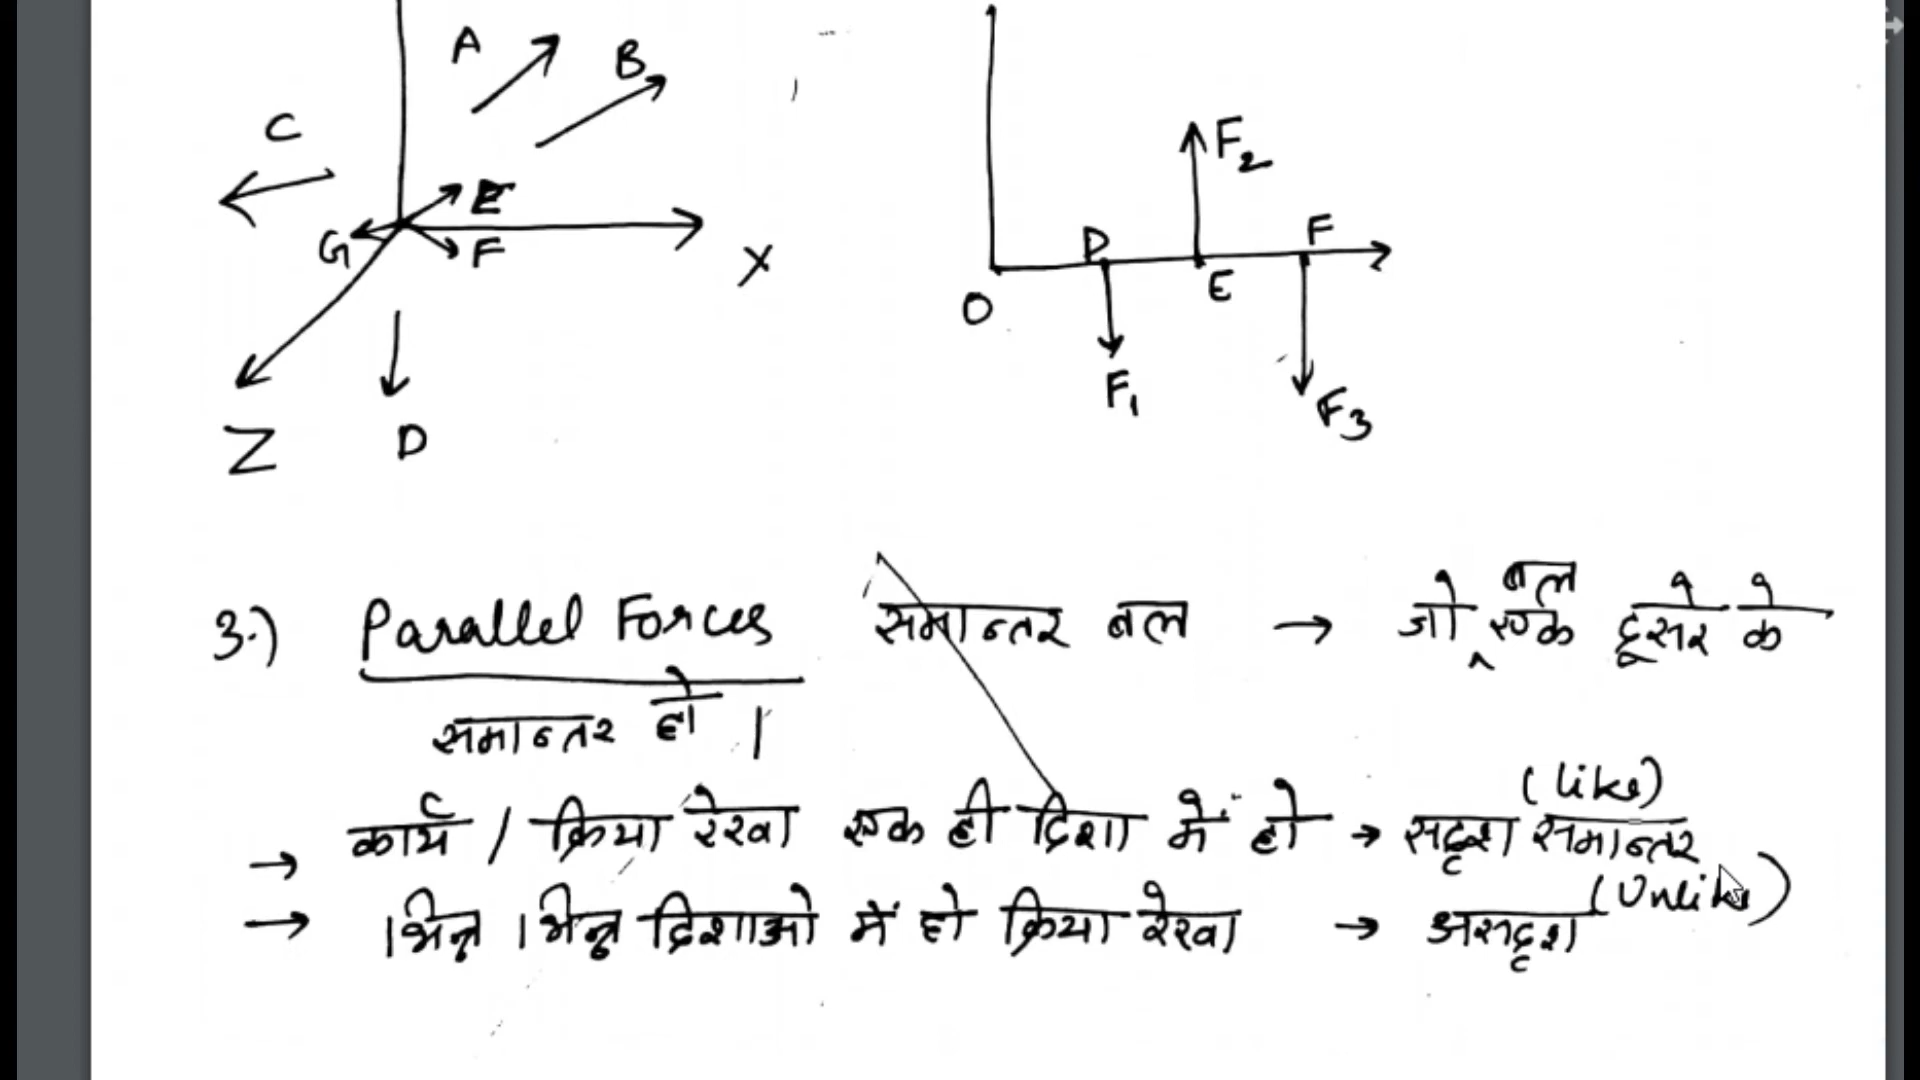 A
B
C
E
G
F
X
Z
D
F2
D
F
E
O
F1
F3
3.) Parallel Forces समान्तर बल → जो बल एक दूसरे के
समान्तर हो ।
(like)
→ कार्य / क्रिया रेखा एक ही दिशा में हो → सदृश समान्तर
→ भिन्न भिन्न दिशाओ में हो क्रिया रेखा → असदृश (Unlike)